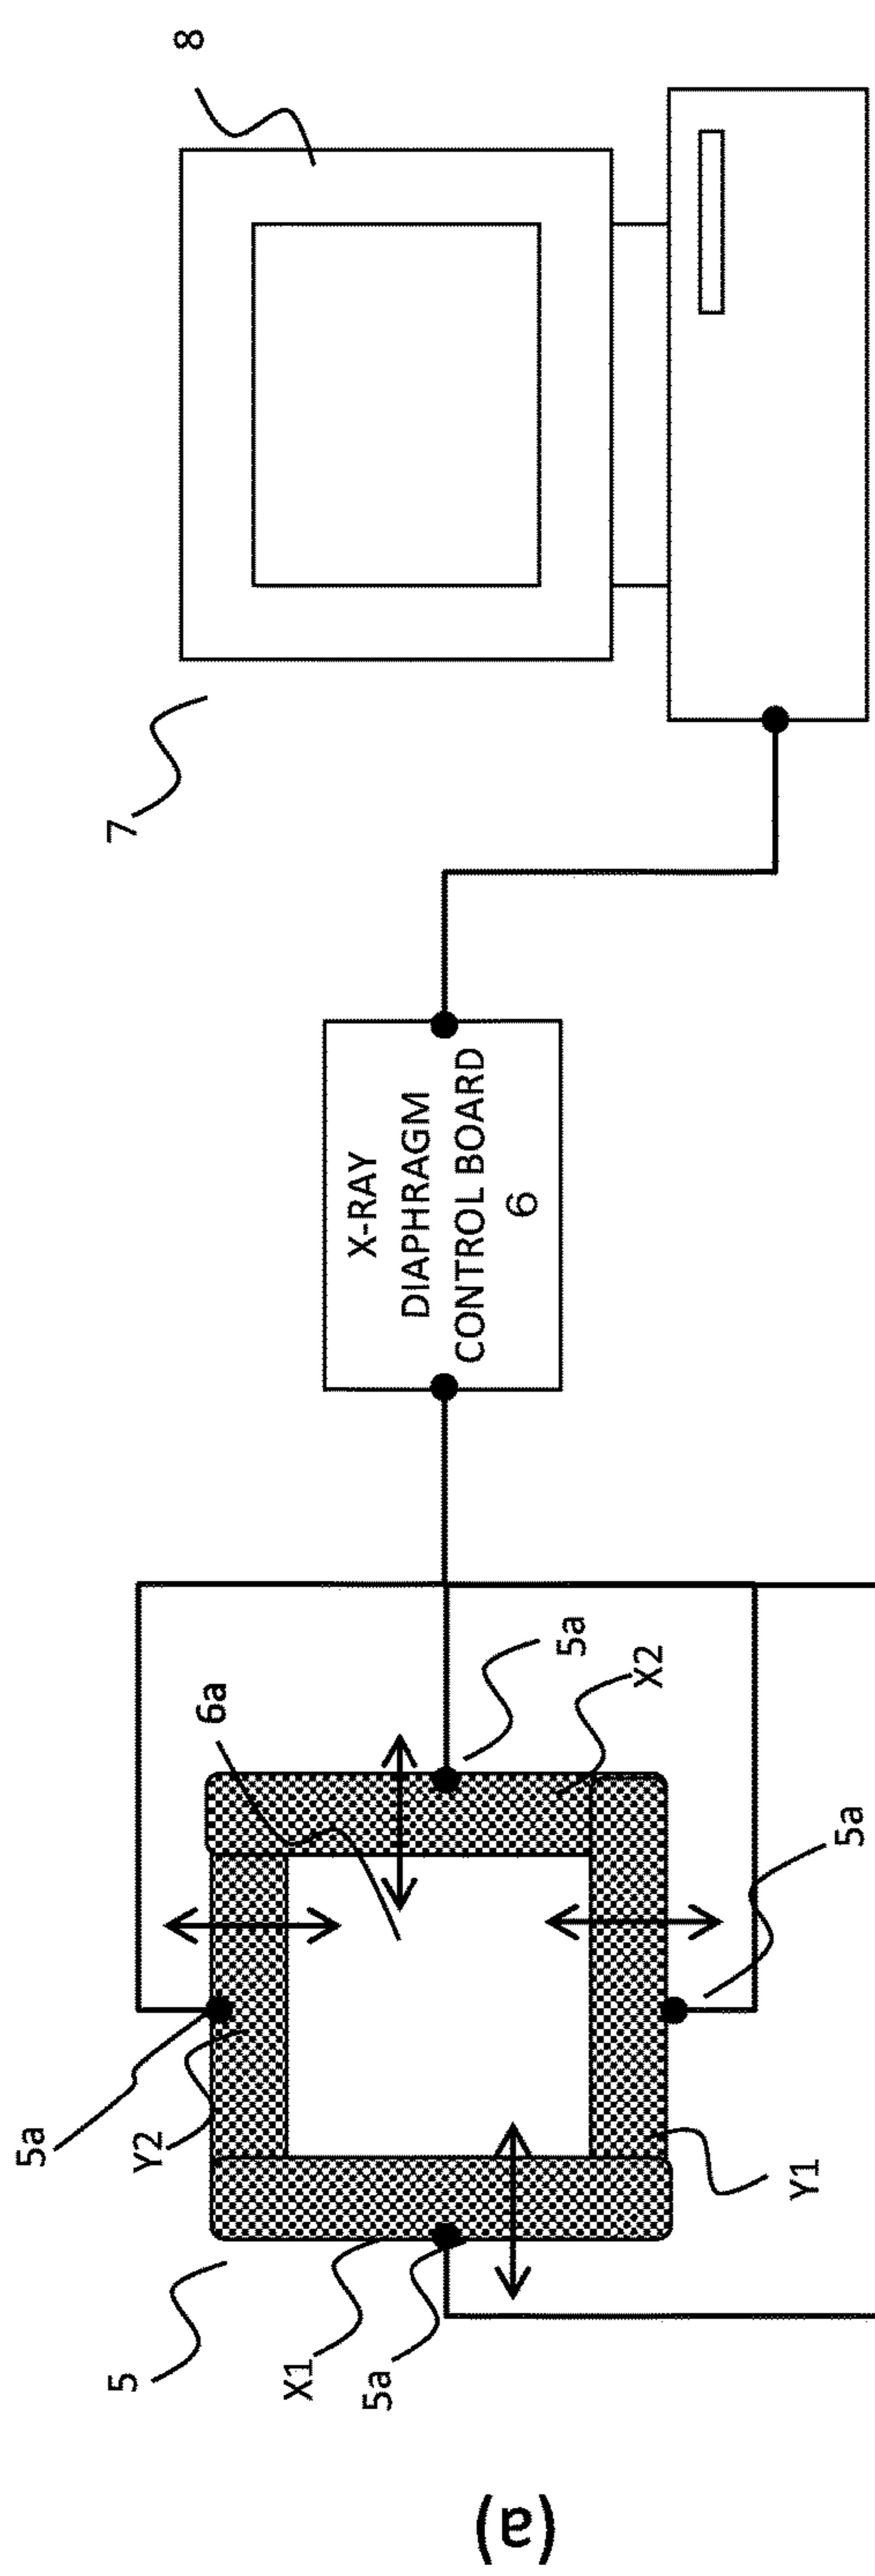 (a)
5
5a
Y2
X1
5a
6a
5a
X2
5a
Y1
X-RAY
DIAPHRAGM
CONTROL BOARD
6
7
8